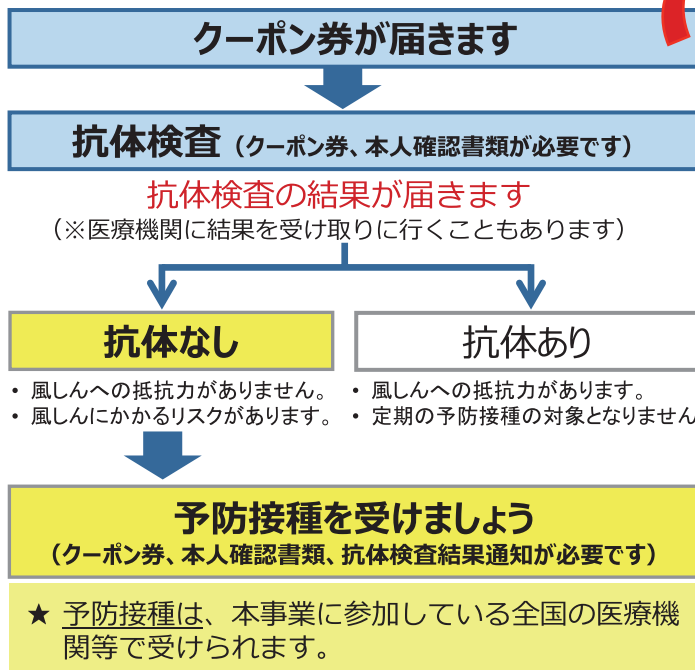 クーポン券が届きます
抗体検査（クーポン券、本人確認書類が必要です）
抗体検査の結果が届きます
（※医療機関に結果を受け取りに行くこともあります）
抗体なし
・ 風しんへの抵抗力がありません。
・ 風しんにかかるリスクがあります。
抗体あり
・ 風しんへの抵抗力があります。
・ 定期の予防接種の対象となりません
予防接種を受けましょう
（クーポン券、本人確認書類、抗体検査結果通知が必要です）
★ 予防接種は、本事業に参加している全国の医療機
関等で受けられます。